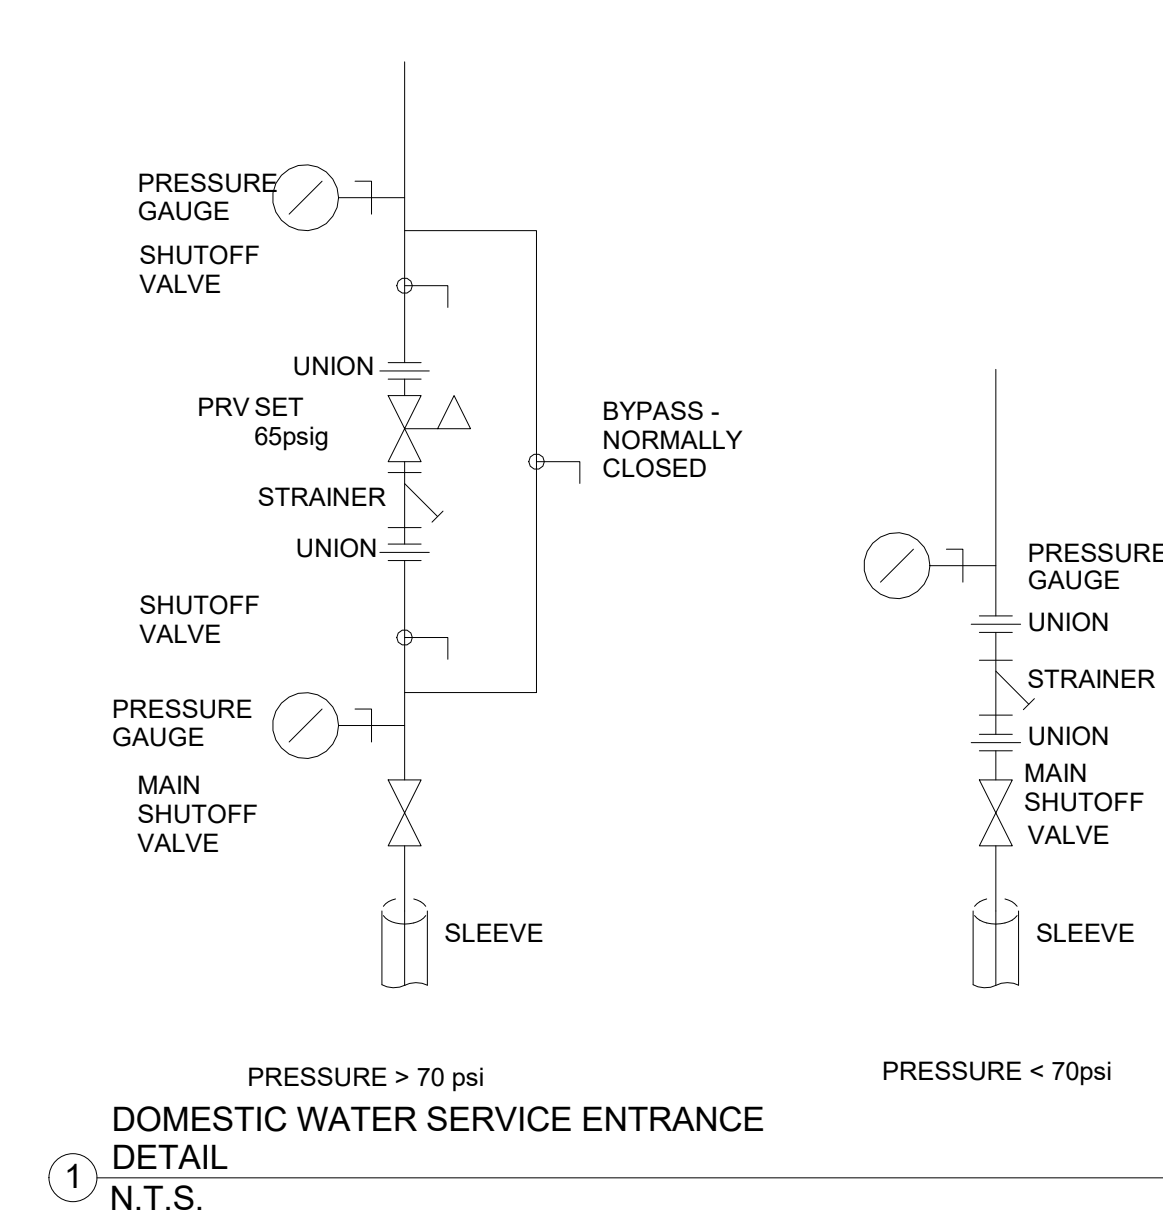 PRESSURE
GAUGE
SHUTOFF
VALVE
UNION
PRV SET
65psig
STRAINER
UNION
SHUTOFF
VALVE
PRESSURE
GAUGE
MAIN
SHUTOFF
VALVE
SLEEVE
BYPASS -
NORMALLY
CLOSED
PRESSURE > 70 psi
PRESSURE
GAUGE
UNION
STRAINER
UNION
MAIN
SHUTOFF
VALVE
SLEEVE
PRESSURE < 70psi
DOMESTIC WATER SERVICE ENTRANCE
DETAIL
1
N.T.S.